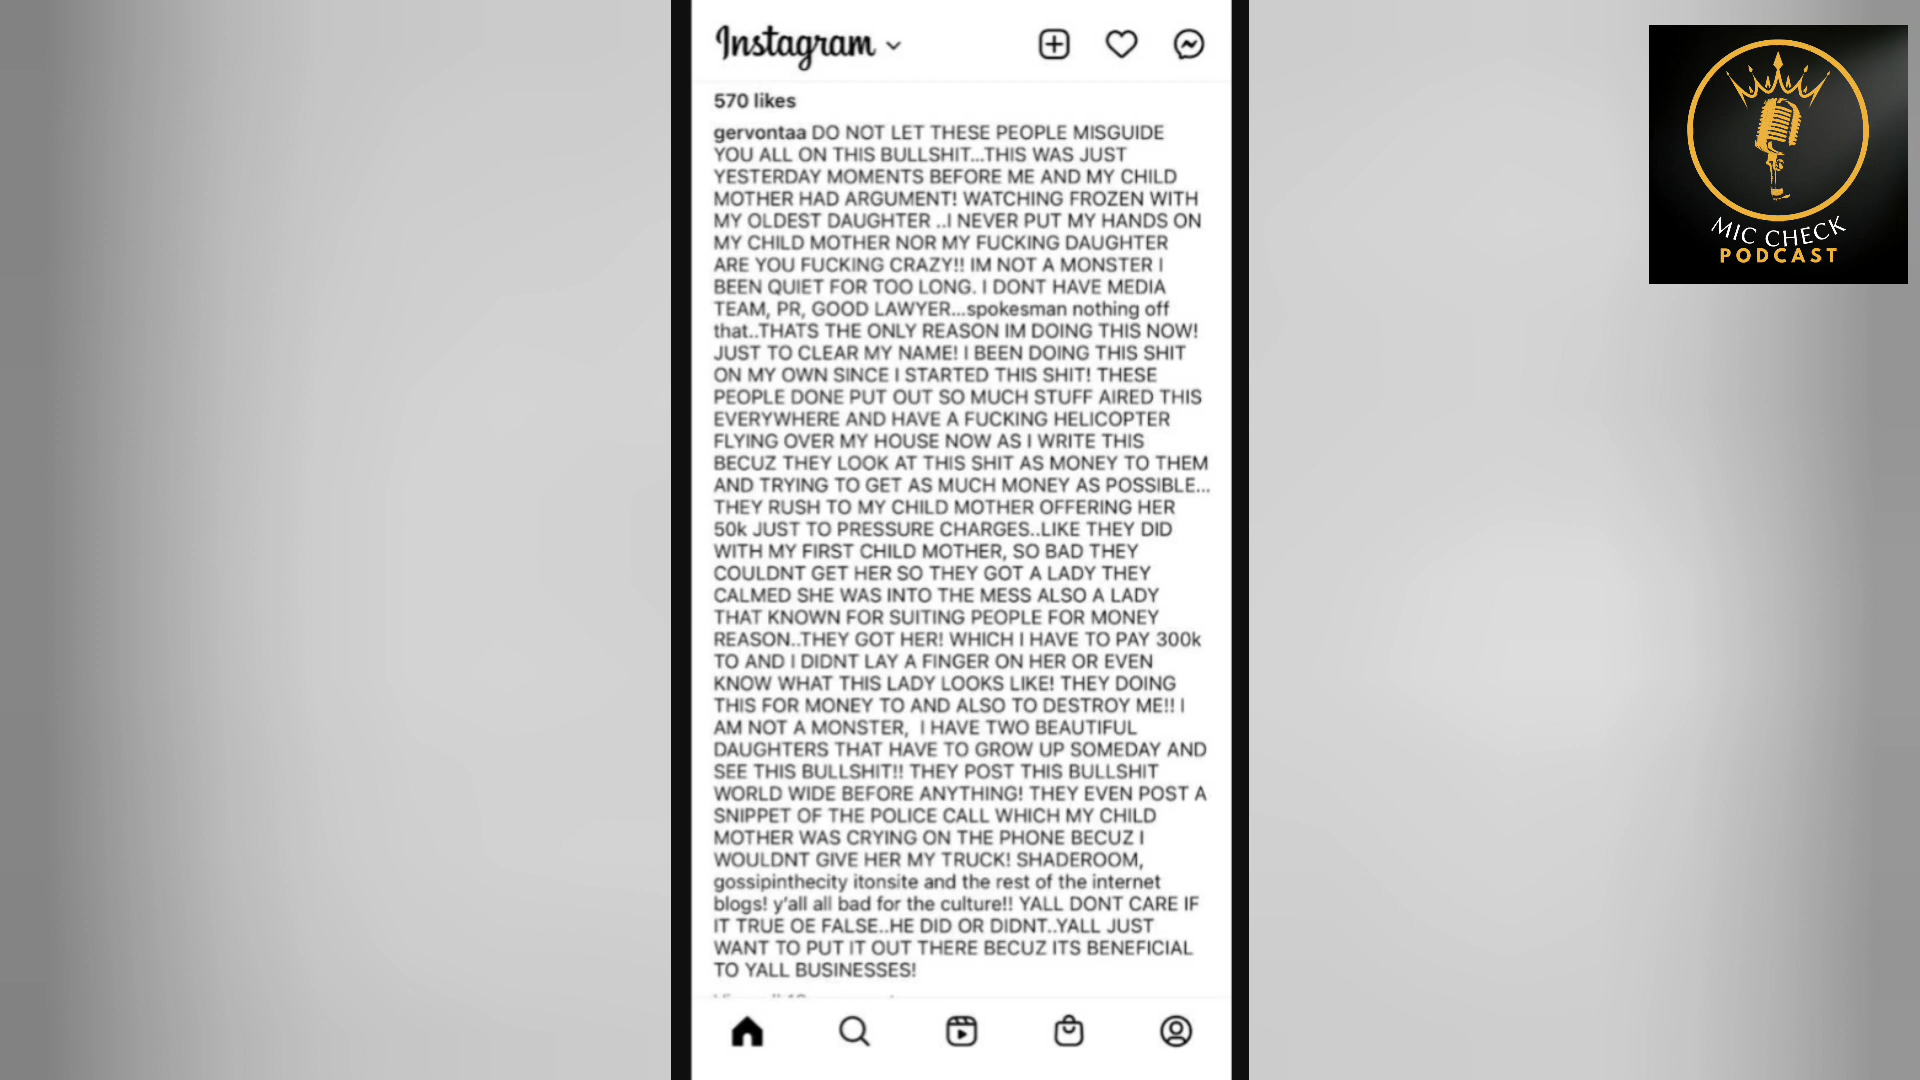 Instagram
570 likes
gervontaa DO NOT LET THESE PEOPLE MISGUIDE
YOU ALL ON THIS BULLSHIT...THIS WAS JUST
YESTERDAY MOMENTS BEFORE ME AND MY CHILD
MOTHER HAD ARGUMENT! WATCHING FROZEN WITH
MY OLDEST DAUGHTER ..I NEVER PUT MY HANDS ON
MY CHILD MOTHER NOR MY FUCKING DAUGHTER
ARE YOU FUCKING CRAZY!! IM NOT A MONSTER I
BEEN QUIET FOR TOO LONG. I DONT HAVE MEDIA
TEAM, PR, GOOD LAWYER...spokesman nothing off
that..THATS THE ONLY REASON IM DOING THIS NOW!
JUST TO CLEAR MY NAME! I BEEN DOING THIS SHIT
ON MY OWN SINCE I STARTED THIS SHIT! THESE
PEOPLE DONE PUT OUT SO MUCH STUFF AIRED THIS
EVERYWHERE AND HAVE A FUCKING HELICOPTER
FLYING OVER MY HOUSE NOW AS I WRITE THIS
BECUZ THEY LOOK AT THIS SHIT AS MONEY TO THEM
AND TRYING TO GET AS MUCH MONEY AS POSSIBLE...
THEY RUSH TO MY CHILD MOTHER OFFERING HER
50k JUST TO PRESSURE CHARGES..LIKE THEY DID
WITH MY FIRST CHILD MOTHER, SO BAD THEY
COULDNT GET HER SO THEY GOT A LADY THEY
CALMED SHE WAS INTO THE MESS ALSO A LADY
THAT KNOWN FOR SUITING PEOPLE FOR MONEY
REASON..THEY GOT HER! WHICH I HAVE TO PAY 300k
TO AND I DIDNT LAY A FINGER ON HER OR EVEN
KNOW WHAT THIS LADY LOOKS LIKE! THEY DOING
THIS FOR MONEY TO AND ALSO TO DESTROY ME!! I
AM NOT A MONSTER, I HAVE TWO BEAUTIFUL
DAUGHTERS THAT HAVE TO GROW UP SOMEDAY AND
SEE THIS BULLSHIT!! THEY POST THIS BULLSHIT
WORLD WIDE BEFORE ANYTHING! THEY EVEN POST A
SNIPPET OF THE POLICE CALL WHICH MY CHILD
MOTHER WAS CRYING ON THE PHONE BECUZ I
WOULDNT GIVE HER MY TRUCK! SHADEROOM,
gossipinthecity itonsite and the rest of the internet
blogs! y'all all bad for the culture!! YALL DONT CARE IF
IT TRUE OE FALSE..HE DID OR DIDNT..YALL JUST
WANT TO PUT IT OUT THERE BECUZ ITS BENEFICIAL
TO YALL BUSINESSES!
MIC CHECK
PODCAST